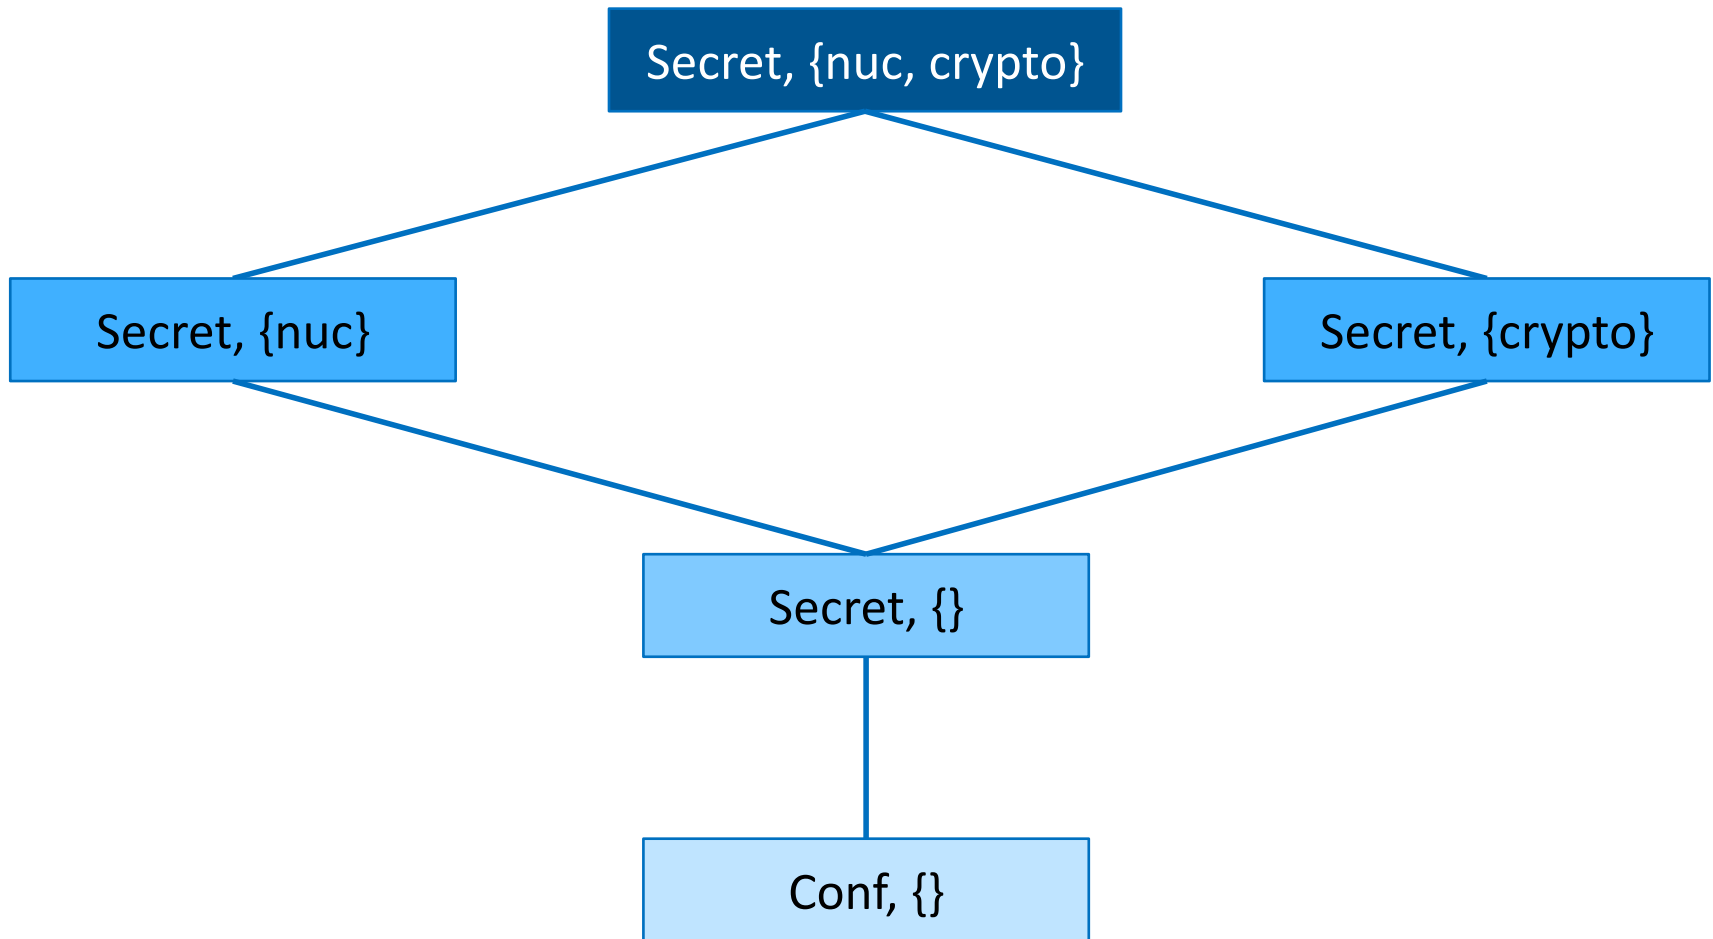 Secret, {nuc, crypto}
Secret, {nuc}
Secret, {crypto}
Secret, {}
Conf, {}